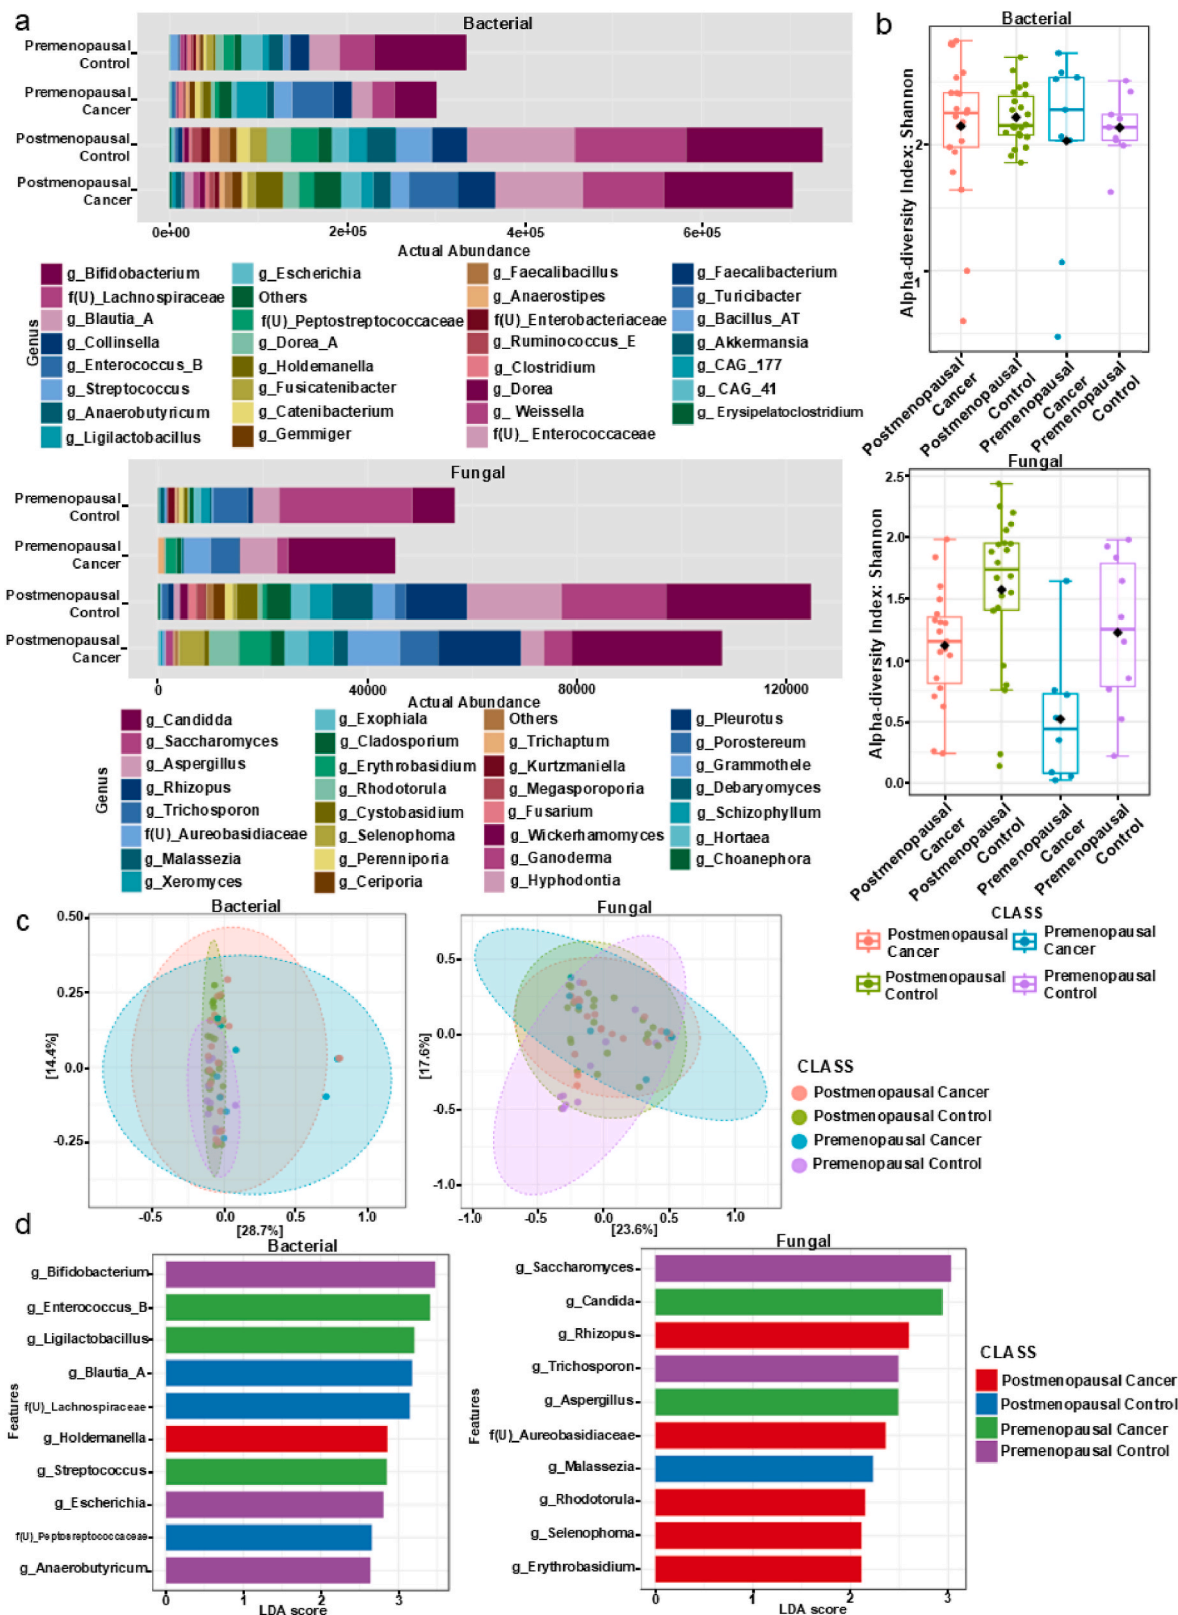 a
Bacterial
Premenopausal
Control
Premenopausal
Cancer
Postmenopausal
Control
Postmenopausal
Cancer
0e+00 2e+05 4e+05 6e+05
Actual Abundance
Genus
g_Bifidobacterium
f(U)_Lachnospiraceae
g_Blautia_A
g_Collinsella
g_Enterococcus_B
g_Streptococcus
g_Anaerobutyricum
g_Ligilactobacillus
g_Escherichia
Others
f(U)_Peptostreptococcaceae
g_Dorea_A
g_Holdemanella
g_Fusicatenibacter
g_Catenibacterium
g_Gemmiger
g_Faecalibacillus
g_Anaerostipes
f(U)_Enterobacteriaceae
g_Ruminococcus_E
g_Clostridium
g_Dorea
g_ Weissella
f(U)_ Enterococcaceae
g_Faecalibacterium
g_Turicibacter
g_Bacillus_AT
g_Akkermansia
g_CAG_177
g_ CAG_41
g_ Erysipelatoclostridium
Fungal
Premenopausal
Control
Premenopausal
Cancer
Postmenopausal
Control
Postmenopausal
Cancer
0 40000 80000 120000
Actual Abundance
Genus
g_Candidda
g_Saccharomyces
g_Aspergillus
g_Rhizopus
g_Trichosporon
f(U)_Aureobasidiaceae
g_Malassezia
g_Xeromyces
g_Exophiala
g_Cladosporium
g_Erythrobasidium
g_Rhodotorula
g_Cystobasidium
g_Selenophoma
g_Perenniporia
g_Ceriporia
Others
g_Trichaptum
g_Kurtzmaniella
g_Megasporoporia
g_Fusarium
g_Wickerhamomyces
g_Ganoderma
g_Hyphodontia
g_Pleurotus
g_Porostereum
g_Grammothele
g_Debaryomyces
g_Schizophyllum
g_Hortaea
g_Choanephora
b
Bacterial
Alpha-diversity Index: Shannon
2
1
Postmenopausal
Cancer
Postmenopausal
Control
Premenopausal
Cancer
Premenopausal
Control
Fungal
Alpha-diversity Index: Shannon
2.5
2.0
1.5
1.0
0.5
0.0
Postmenopausal
Cancer
Postmenopausal
Control
Premenopausal
Cancer
Premenopausal
Control
CLASS
Postmenopausal
Cancer
Premenopausal
Cancer
Postmenopausal
Control
Premenopausal
Control
c
Bacterial
[14.4%]
0.50
0.25
0.0
-0.25
-0.5 0.0 0.5 1.0
[28.7%]
Fungal
[17.6%]
0.5
0.0
-0.5
-1.0
-1.0 -0.5 0.0 0.5 1.0
[23.6%]
CLASS
Postmenopausal Cancer
Postmenopausal Control
Premenopausal Cancer
Premenopausal Control
d
Bacterial
Features
g_Bifidobacterium
g_Enterococcus_B
g_Ligilactobacillus
g_Blautia_A
f(U)_Lachnospiraceae
g_Holdemanella
g_Streptococcus
g_Escherichia
f(U)_Peptosreptococcaceae
g_Anaerobutyricum
0 1 2 3
LDA score
Fungal
Features
g_Saccharomyces
g_Candida
g_Rhizopus
g_Trichosporon
g_Aspergillus
f(U)_Aureobasidiaceae
g_Malassezia
g_Rhodotorula
g_Selenophoma
g_Erythrobasidium
0 1 2 3
LDA score
CLASS
Postmenopausal Cancer
Postmenopausal Control
Premenopausal Cancer
Premenopausal Control